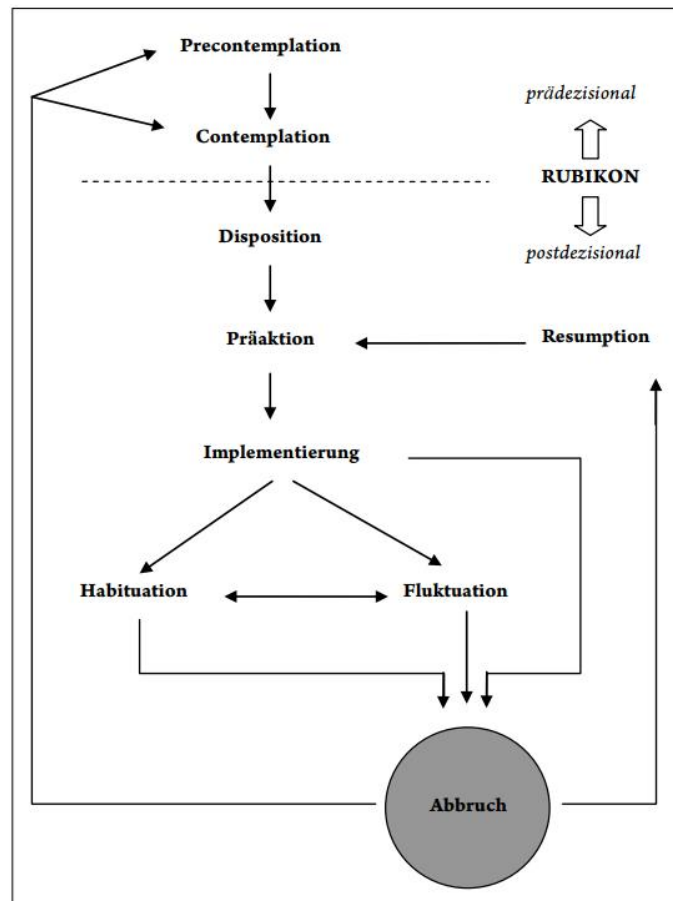 Precontemplation
prädezisional
Contemplation
RUBIKON
Disposition
postdezisional
Präaktion
Resumption
Implementierung
Habituation
Fluktuation
Abbruch